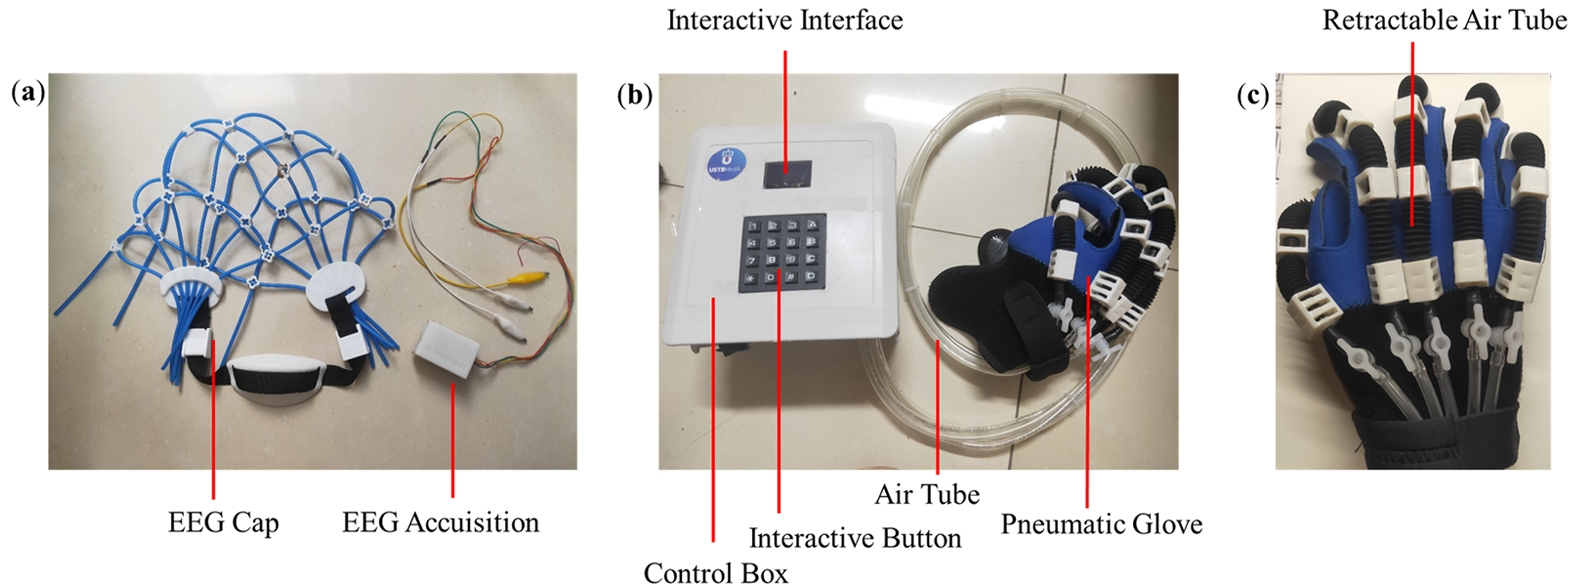 Interactive Interface
Retractable Air Tube
(a)
(b)
(c)
USTB
1 2 3 A
4 5 6 B
7 8 9 C
* 0 # D
EEG Cap
EEG Accuisition
Air Tube
Interactive Button
Pneumatic Glove
Control Box